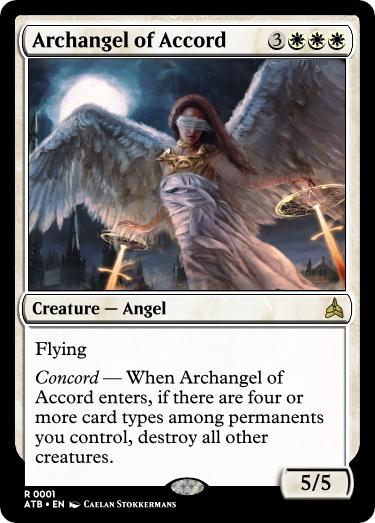 Archangel of Accord 3
Creature — Angel
Flying
Concord — When Archangel of
Accord enters, if there are four or
more card types among permanents
you control, destroy all other
creatures.
5/5
R 0001
ATB • EN Caelan Stokkermans